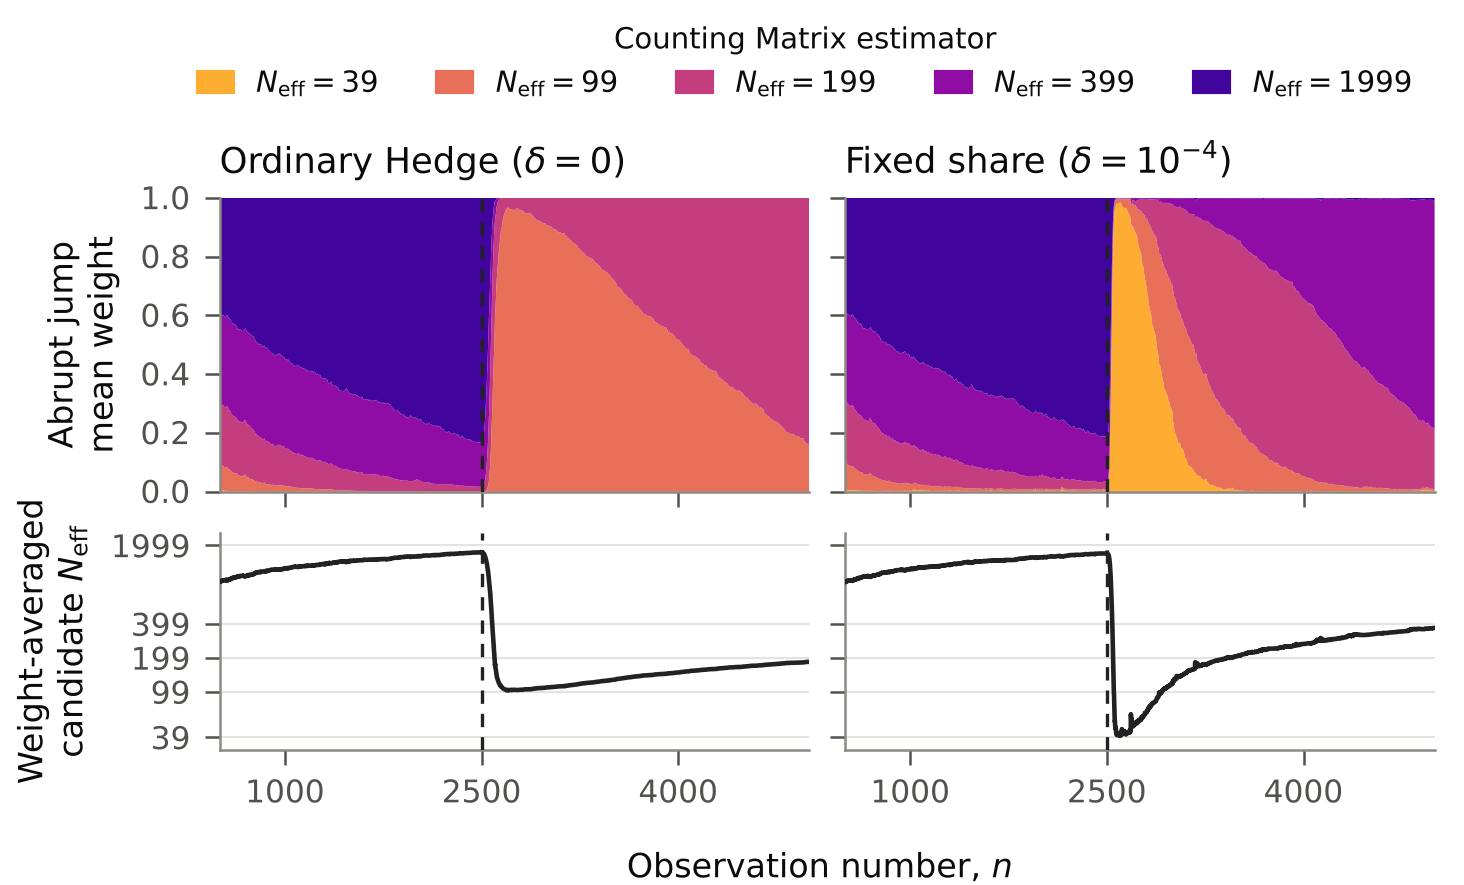 Counting Matrix estimator
N_eff = 39 N_eff = 99 N_eff = 199 N_eff = 399 N_eff = 1999
Ordinary Hedge (δ = 0)
Fixed share (δ = 10⁻⁴)
Abrupt jump
mean weight
1.0
0.8
0.6
0.4
0.2
0.0
Weight-averaged
candidate N_eff
1999
399
199
99
39
1000 2500 4000
1000 2500 4000
Observation number, n